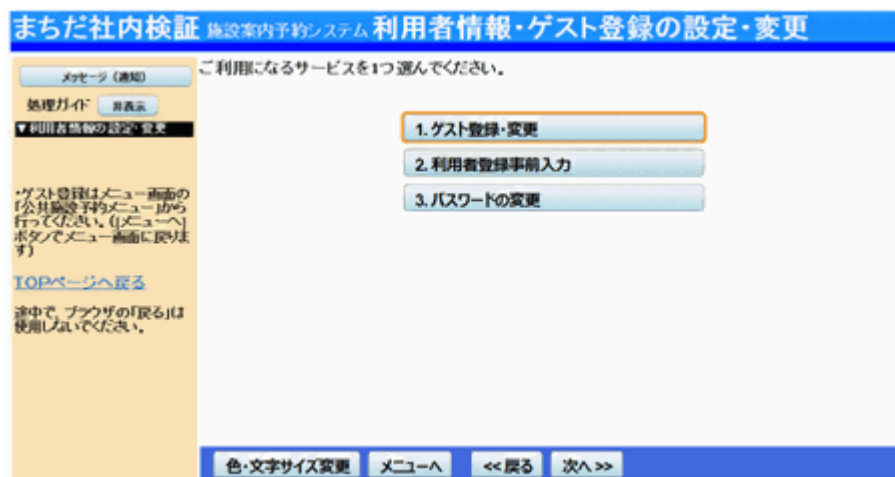 まちだ社内検証 施設案内予約システム 利用者情報・ゲスト登録の設定・変更
メッセージ（通知）
処理ガイド 非表示
▼利用者情報の設定・変更
・ゲスト登録はメニュー画面の
「公共施設予約メニュー」から
行ってください。([メニューへ]
ボタンでメニュー画面に戻りま
す)
TOPページへ戻る
途中で、ブラウザの「戻る」は
使用しないでください。
ご利用になるサービスを1つ選んでください。
1. ゲスト登録・変更
2. 利用者登録事前入力
3. パスワードの変更
色・文字サイズ変更 メニューへ <<戻る 次へ>>